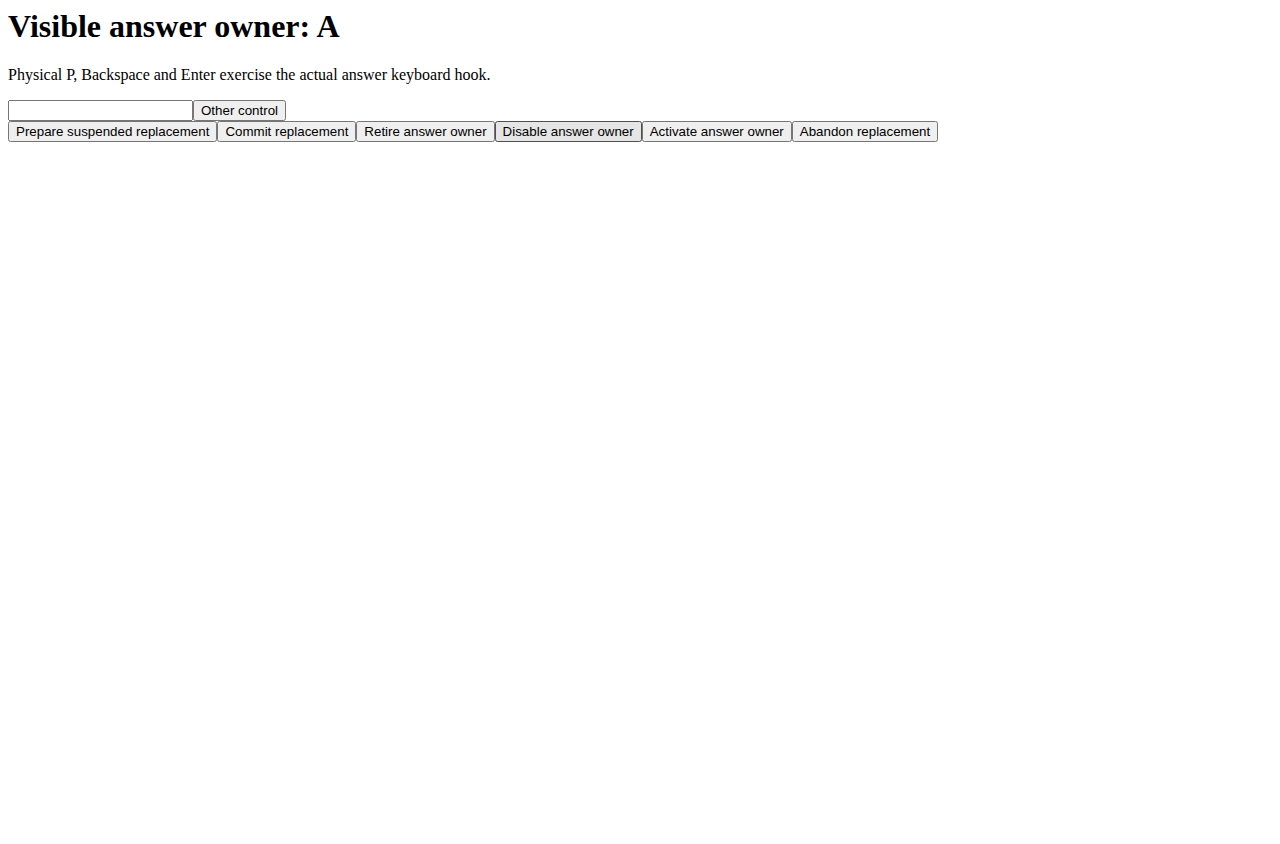 Visible answer owner: A
Physical P, Backspace and Enter exercise the actual answer keyboard hook.
Other control
Prepare suspended replacement Commit replacement Retire answer owner Disable answer owner Activate answer owner Abandon replacement